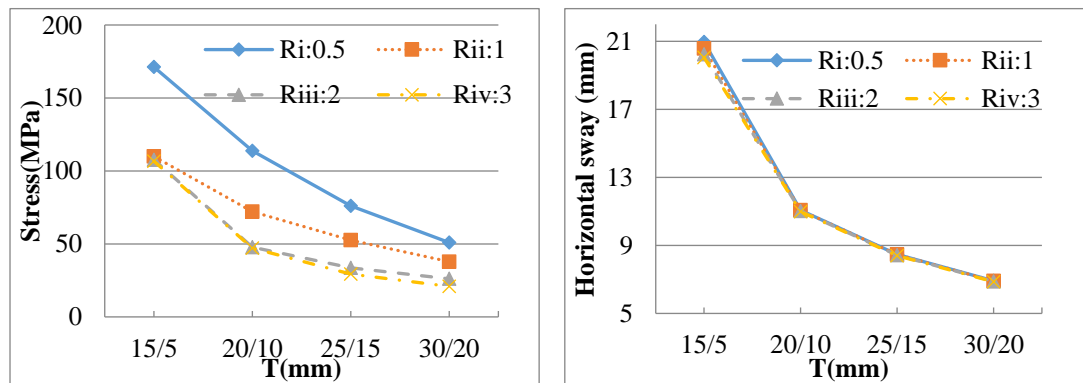 Stress(MPa)
200
150
100
50
0
Ri:0.5 Rii:1
Riii:2 Riv:3
15/5 20/10 25/15 30/20
T(mm)
Horizontal sway (mm)
21
17
13
9
5
Ri:0.5 Rii:1
Riii:2 Riv:3
15/5 20/10 25/15 30/20
T(mm)